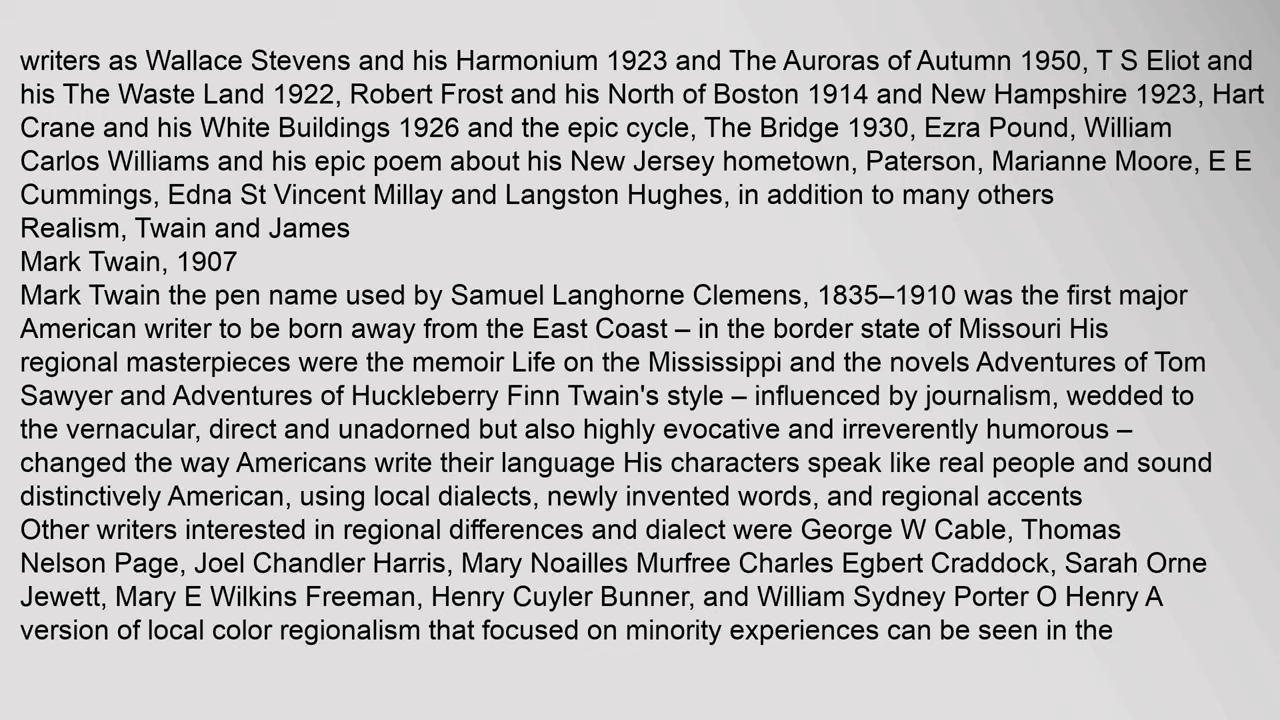 writers as Wallace Stevens and his Harmonium 1923 and The Auroras of Autumn 1950, T S Eliot and
his The Waste Land 1922, Robert Frost and his North of Boston 1914 and New Hampshire 1923, Hart
Crane and his White Buildings 1926 and the epic cycle, The Bridge 1930, Ezra Pound, William
Carlos Williams and his epic poem about his New Jersey hometown, Paterson, Marianne Moore, E E
Cummings, Edna St Vincent Millay and Langston Hughes, in addition to many others
Realism, Twain and James
Mark Twain, 1907
Mark Twain the pen name used by Samuel Langhorne Clemens, 1835–1910 was the first major
American writer to be born away from the East Coast – in the border state of Missouri His
regional masterpieces were the memoir Life on the Mississippi and the novels Adventures of Tom
Sawyer and Adventures of Huckleberry Finn Twain's style – influenced by journalism, wedded to
the vernacular, direct and unadorned but also highly evocative and irreverently humorous –
changed the way Americans write their language His characters speak like real people and sound
distinctively American, using local dialects, newly invented words, and regional accents
Other writers interested in regional differences and dialect were George W Cable, Thomas
Nelson Page, Joel Chandler Harris, Mary Noailles Murfree Charles Egbert Craddock, Sarah Orne
Jewett, Mary E Wilkins Freeman, Henry Cuyler Bunner, and William Sydney Porter O Henry A
version of local color regionalism that focused on minority experiences can be seen in the